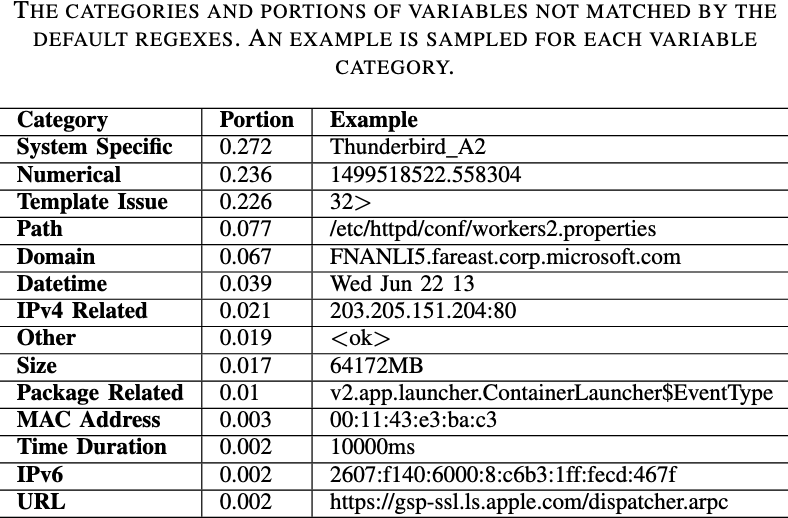 THE CATEGORIES AND PORTIONS OF VARIABLES NOT MATCHED BY THE
DEFAULT REGEXES. AN EXAMPLE IS SAMPLED FOR EACH VARIABLE
CATEGORY.
Category Portion Example
System Specific 0.272 Thunderbird_A2
Numerical 0.236 1499518522.558304
Template Issue 0.226 32>
Path 0.077 /etc/httpd/conf/workers2.properties
Domain 0.067 FNANLI5.fareast.corp.microsoft.com
Datetime 0.039 Wed Jun 22 13
IPv4 Related 0.021 203.205.151.204:80
Other 0.019 <ok>
Size 0.017 64172MB
Package Related 0.01 v2.app.launcher.ContainerLauncher$EventType
MAC Address 0.003 00:11:43:e3:ba:c3
Time Duration 0.002 10000ms
IPv6 0.002 2607:f140:6000:8:c6b3:1ff:fecd:467f
URL 0.002 https://gsp-ssl.ls.apple.com/dispatcher.arpc